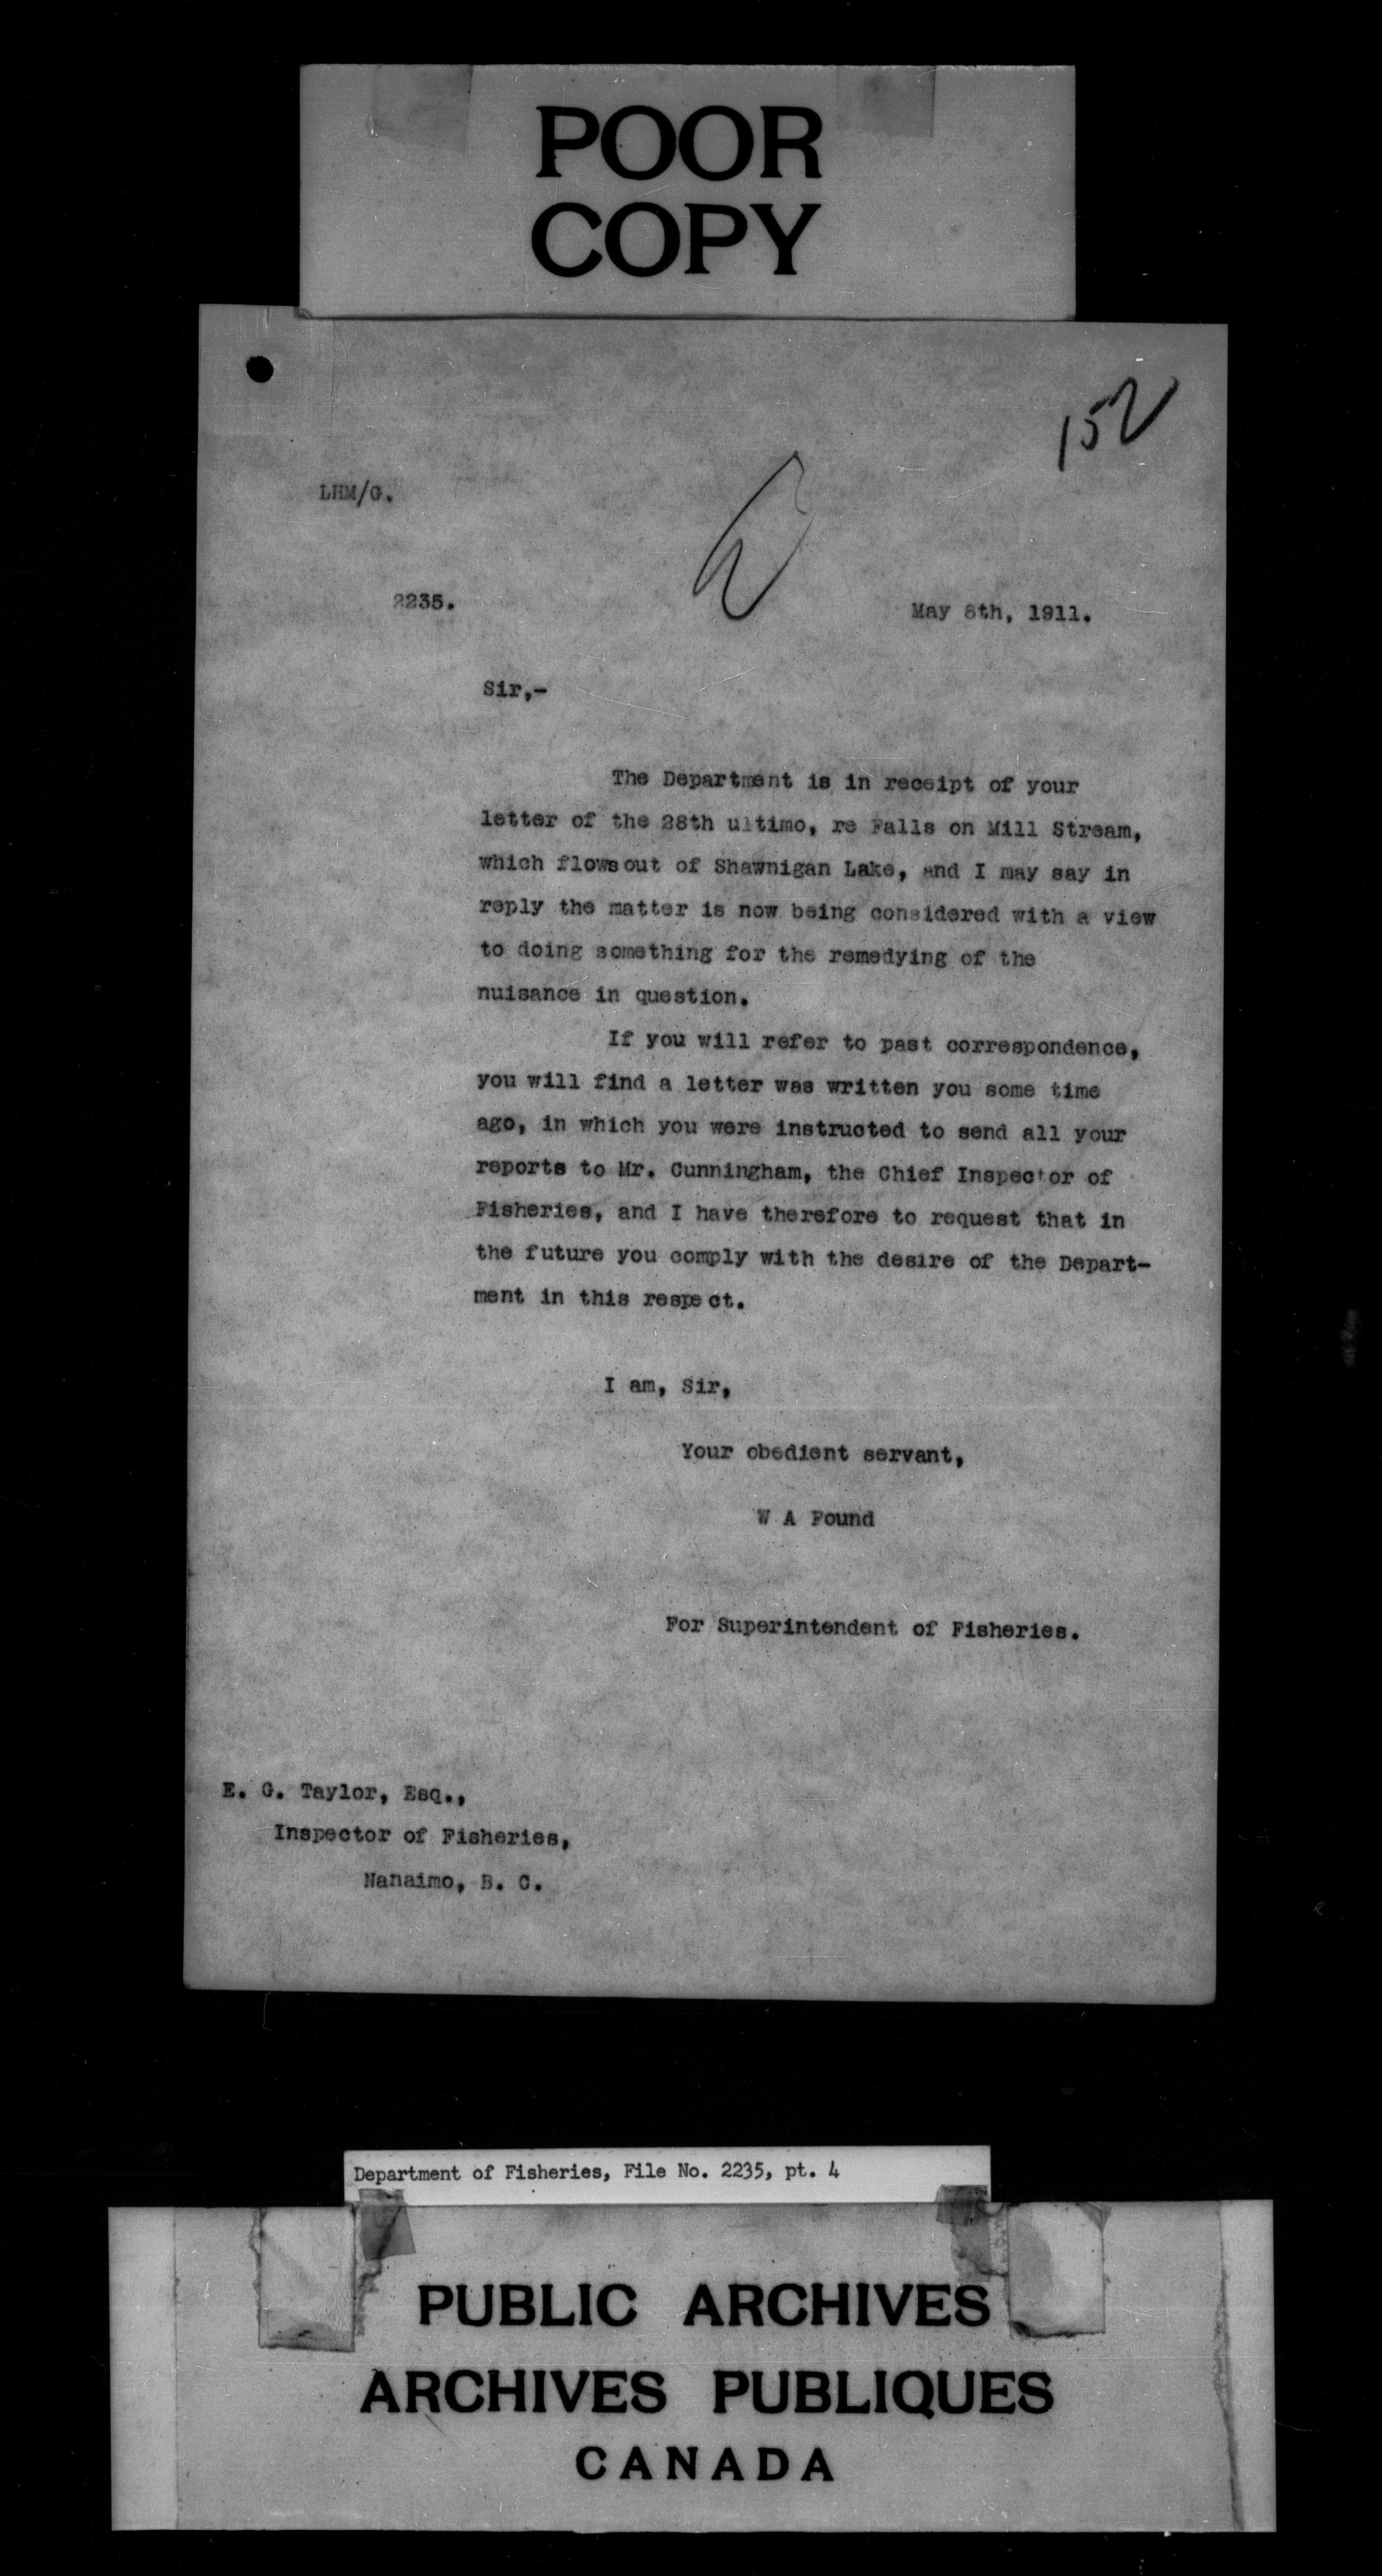 POOR
COPY
152
LHM/G.
2235.
May 8th, 1911.
Sir,-
The Department is in receipt of your
letter of the 28th ultimo, re Falls on Mill Stream,
which flows out of Shawnigan Lake, and I may say in
reply the matter is now being considered with a view
to doing something for the remedying of the
nuisance in question.
If you will refer to past correspondence,
you will find a letter was written you some time
ago, in which you were instructed to send all your
reports to Mr. Cunningham, the Chief Inspector of
Fisheries, and I have therefore to request that in
the future you comply with the desire of the Depart-
ment in this respect.
I am, Sir,
Your obedient servant,
W A Found
For Superintendent of Fisheries.
E. G. Taylor, Esq.,
Inspector of Fisheries,
Nanaimo, B. C.
Department of Fisheries, File No. 2235, pt. 4
PUBLIC ARCHIVES
ARCHIVES PUBLIQUES
CANADA